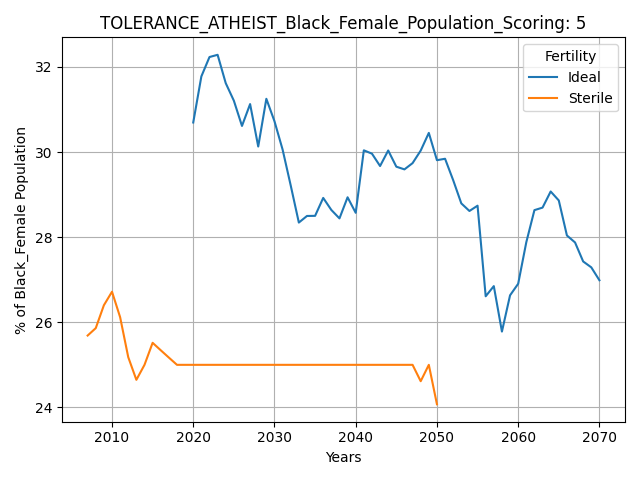 TOLERANCE_ATHEIST_Black_Female_Population_Scoring: 5
Fertility
Ideal
Sterile
% of Black_Female Population
32
30
28
26
24
2010 2020 2030 2040 2050 2060 2070
Years